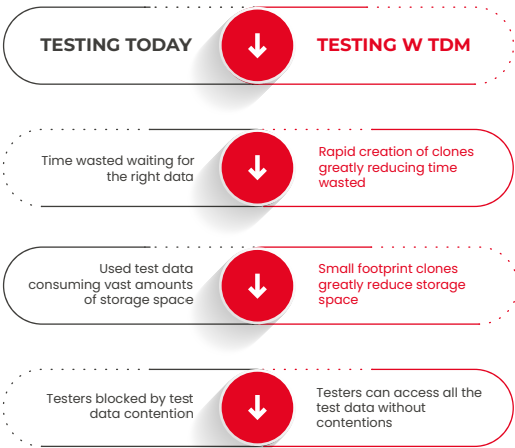 TESTING TODAY
TESTING W TDM
Time wasted waiting for
the right data
Rapid creation of clones
greatly reducing time
wasted
Used test data
consuming vast amounts
of storage space
Small footprint clones
greatly reduce storage
space
Testers blocked by test
data contention
Testers can access all the
test data without
contentions